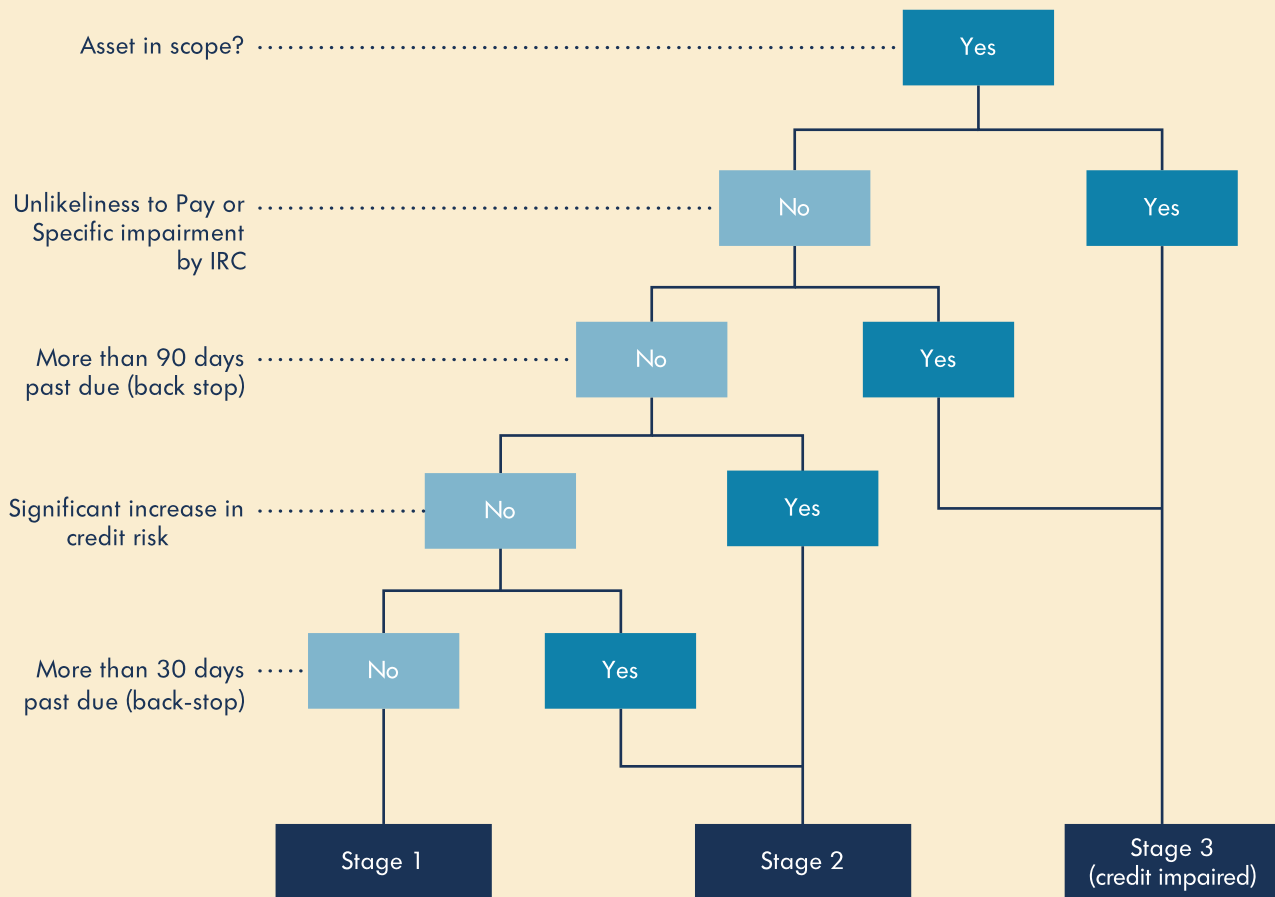 Asset in scope?
Yes
Unlikeliness to Pay or
Specific impairment
by IRC
No
Yes
More than 90 days
past due (back stop)
No
Yes
Significant increase in
credit risk
No
Yes
More than 30 days
past due (back-stop)
No
Yes
Stage 1
Stage 2
Stage 3
(credit impaired)